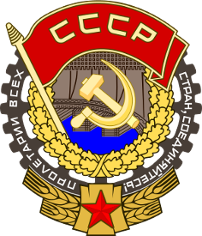 СССР
ПРОЛЕТАРИИ ВСЕХ
СТРАН, СОЕДИНЯЙТЕСЬ!